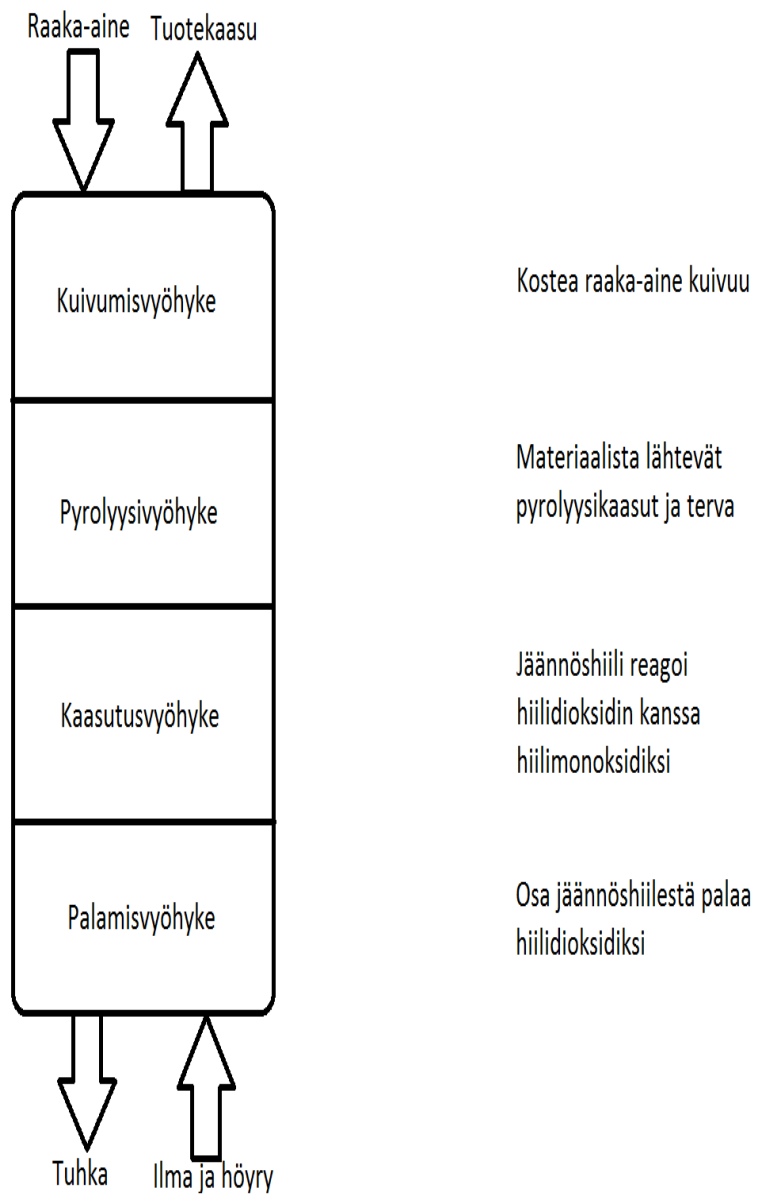 Raaka-aine
Tuotekaasu
Kuivumisvyöhyke
Kostea raaka-aine kuivuu
Pyrolyysivyöhyke
Materiaalista lähtevät
pyrolyysikaasut ja terva
Kaasutusvyöhyke
Jäännöshiili reagoi
hiilidioksidin kanssa
hiilimonoksidiksi
Palamisvyöhyke
Osa jäännöshiilestä palaa
hiilidioksidiksi
Tuhka
Ilma ja höyry